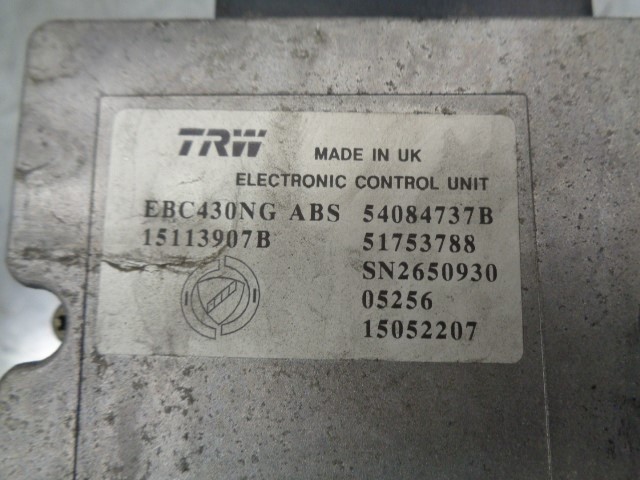 TRW MADE IN UK
ELECTRONIC CONTROL UNIT
EBC430NG ABS 54084737B
15113907B 51753788
SN2650930
05256
15052207